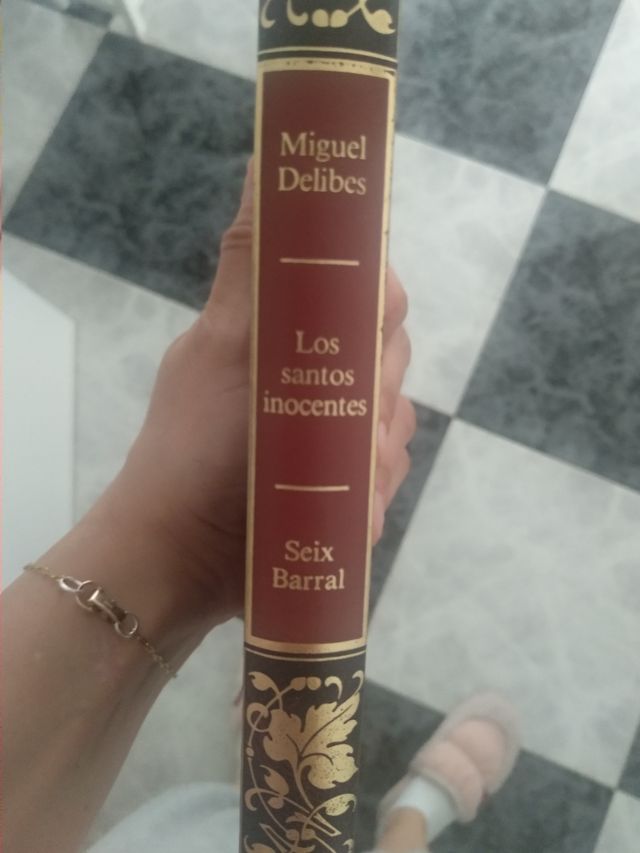 Miguel
Delibes
Los
santos
inocentes
Seix
Barral